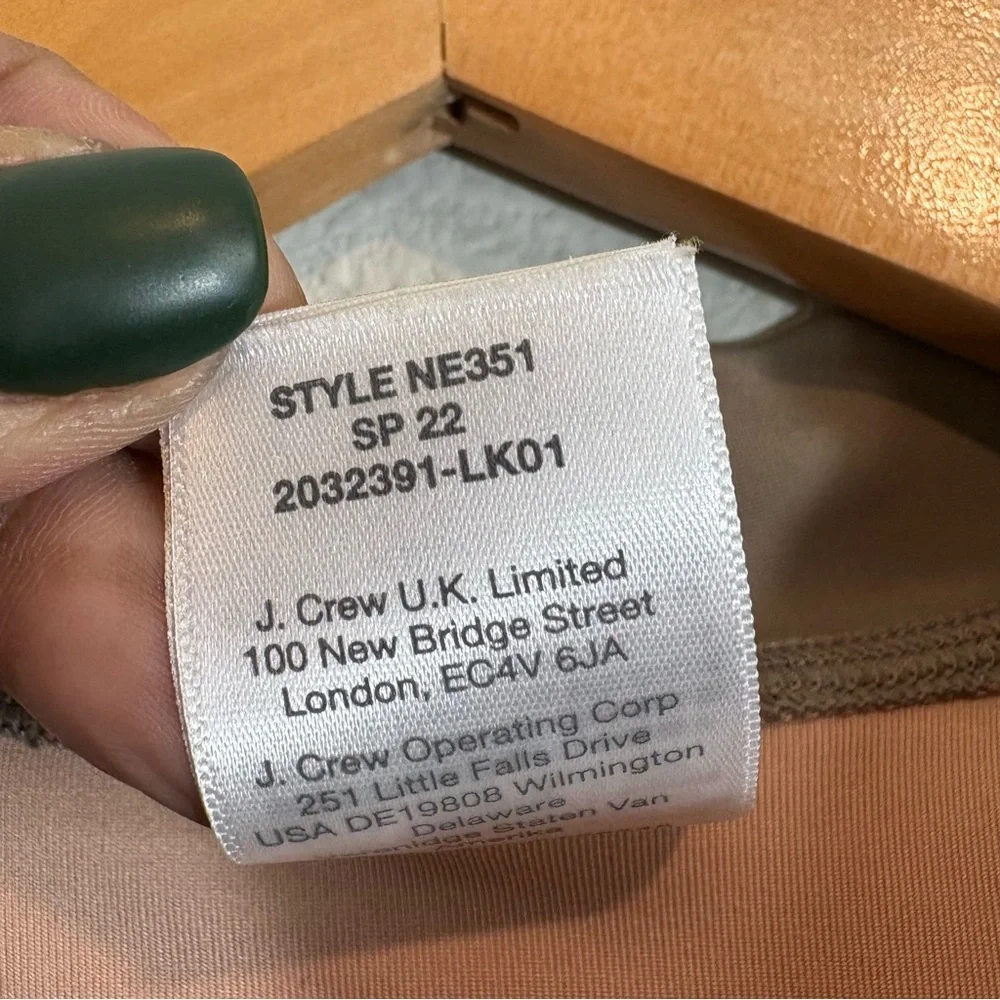 STYLE NE351
SP 22
2032391-LK01
J. Crew U.K. Limited
100 New Bridge Street
London, EC4V 6JA
J. Crew Operating Corp
251 Little Falls Drive
USA DE19808 Wilmington
Delaware
Staten Van